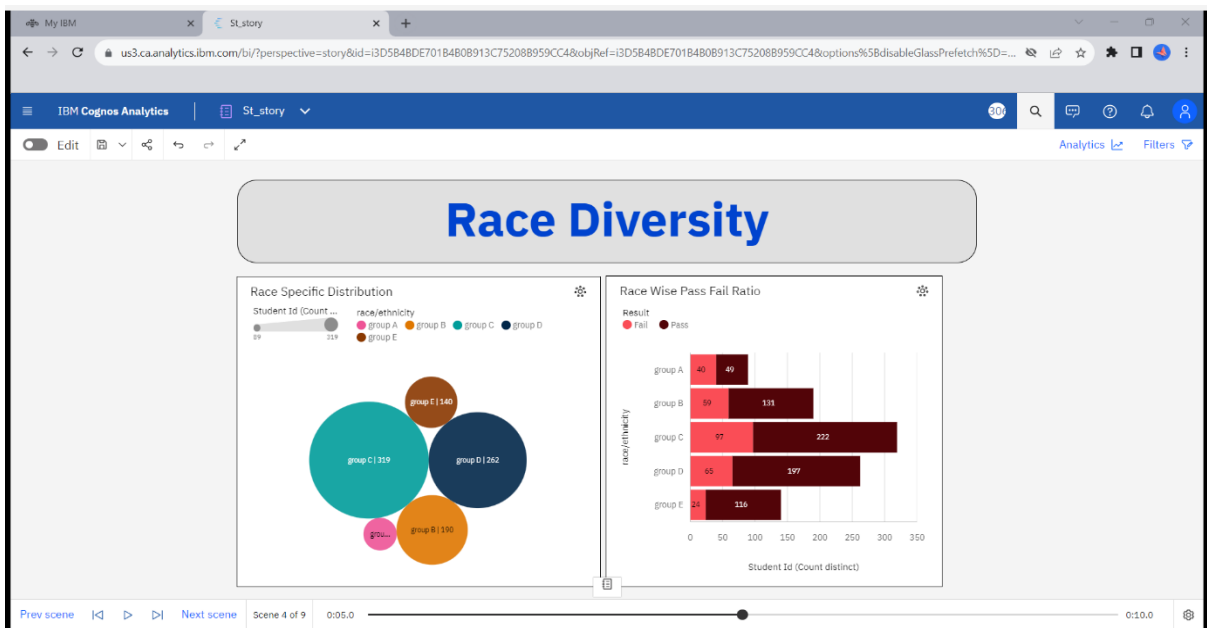 My IBM
St_story
us3.ca.analytics.ibm.com/bi/?perspective=story&id=i3D5B4BDE701B4B0B913C75208B959CC4&objRef=i3D5B4BDE701B4B0B913C75208B959CC4&options%5BdisableGlassPrefetch%5D=...
IBM Cognos Analytics
St_story
306
Edit
Analytics
Filters
Race Diversity
Race Specific Distribution
Student Id (Count ...
89
319
race/ethnicity
group A group B group C group D
group E
group E | 140
group C | 319
group D | 262
group B | 190
grou...
Race Wise Pass Fail Ratio
Result
Fail Pass
race/ethnicity
group A 40 49
group B 59 131
group C 97 222
group D 65 197
group E 24 116
0 50 100 150 200 250 300 350
Student Id (Count distinct)
Prev scene
Next scene
Scene 4 of 9
0:05.0
0:10.0